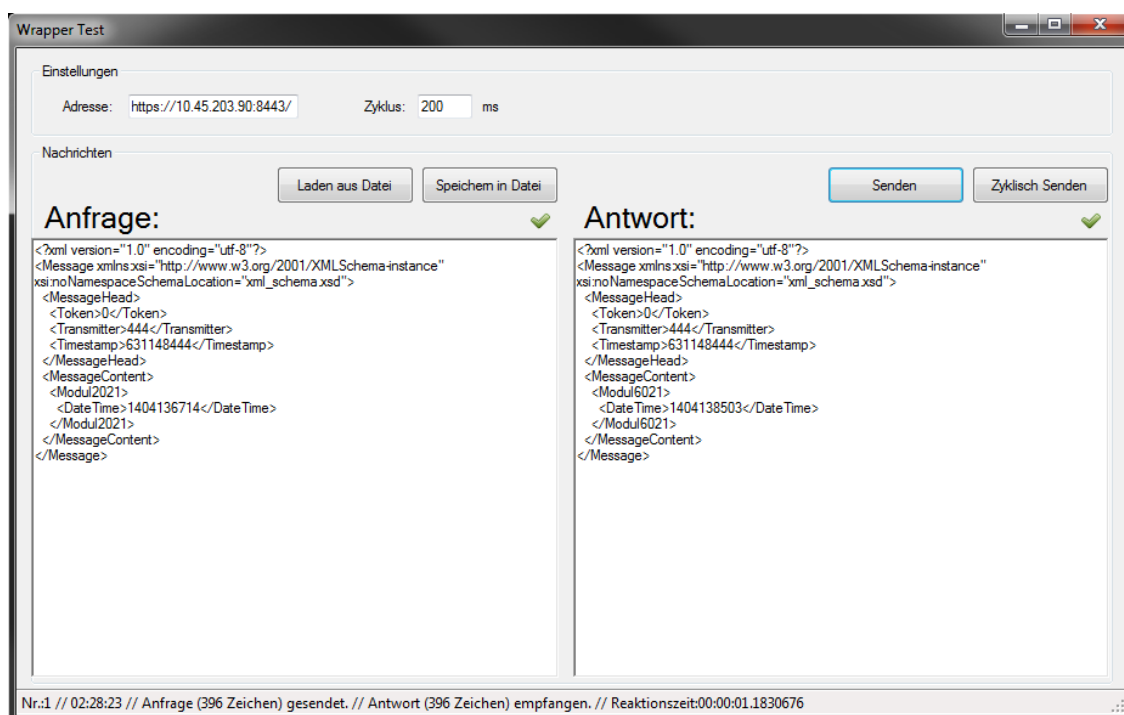 Wrapper Test
Einstellungen
Adresse: https://10.45.203.90:8443/ Zyklus: 200 ms
Nachrichten
Laden aus Datei Speichern in Datei Senden Zyklisch Senden
Anfrage:
<?xml version="1.0" encoding="utf-8"?>
<Message xmlns:xsi="http://www.w3.org/2001/XMLSchema-instance"
xsi:noNamespaceSchemaLocation="xml_schema.xsd">
<MessageHead>
<Token>0</Token>
<Transmitter>444</Transmitter>
<Timestamp>631148444</Timestamp>
</MessageHead>
<MessageContent>
<Modul2021>
<DateTime>1404136714</DateTime>
</Modul2021>
</MessageContent>
</Message>
Antwort:
<?xml version="1.0" encoding="utf-8"?>
<Message xmlns:xsi="http://www.w3.org/2001/XMLSchema-instance"
xsi:noNamespaceSchemaLocation="xml_schema.xsd">
<MessageHead>
<Token>0</Token>
<Transmitter>444</Transmitter>
<Timestamp>631148444</Timestamp>
</MessageHead>
<MessageContent>
<Modul6021>
<DateTime>1404138503</DateTime>
</Modul6021>
</MessageContent>
</Message>
Nr.:1 // 02:28:23 // Anfrage (396 Zeichen) gesendet. // Antwort (396 Zeichen) empfangen. // Reaktionszeit:00:00:01.1830676